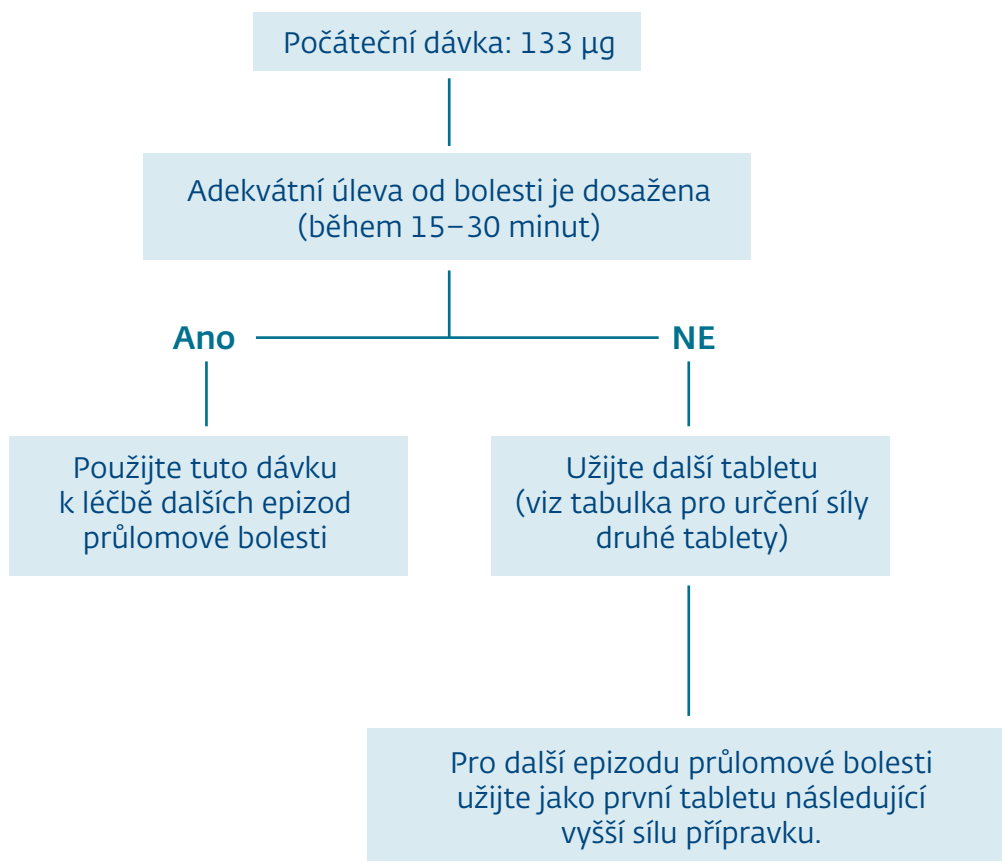 Počáteční dávka: 133 µg
Adekvátní úleva od bolesti je dosažena
(během 15–30 minut)
Ano
NE
Použijte tuto dávku
k léčbě dalších epizod
průlomové bolesti
Užijte další tabletu
(viz tabulka pro určení síly
druhé tablety)
Pro další epizodu průlomové bolesti
užijte jako první tabletu následující
vyšší sílu přípravku.